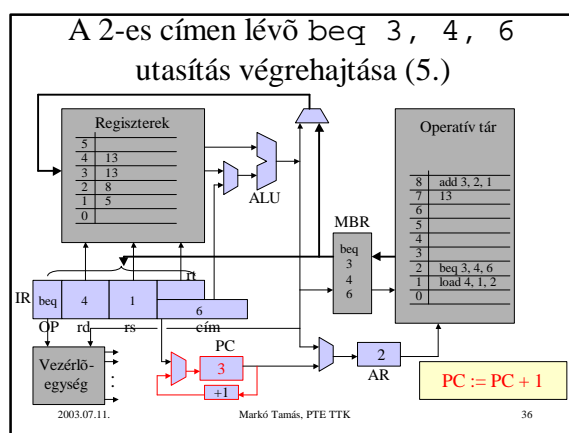 A 2-es címen lévõ beq 3, 4, 6
utasítás végrehajtása (5.)
Regiszterek
5
4 13
3 13
2 8
1 5
0
ALU
Operatív tár
8 add 3, 2, 1
7 13
6
5
4
3
2 beq 3, 4, 6
1 load 4, 1, 2
0
MBR
beq
3
4
6
rt
IR beq 4 1
6
OP rd rs cím
Vezérlõ-
egység
PC
3
+1
2
AR
PC := PC + 1
2003.07.11. Markó Tamás, PTE TTK 36